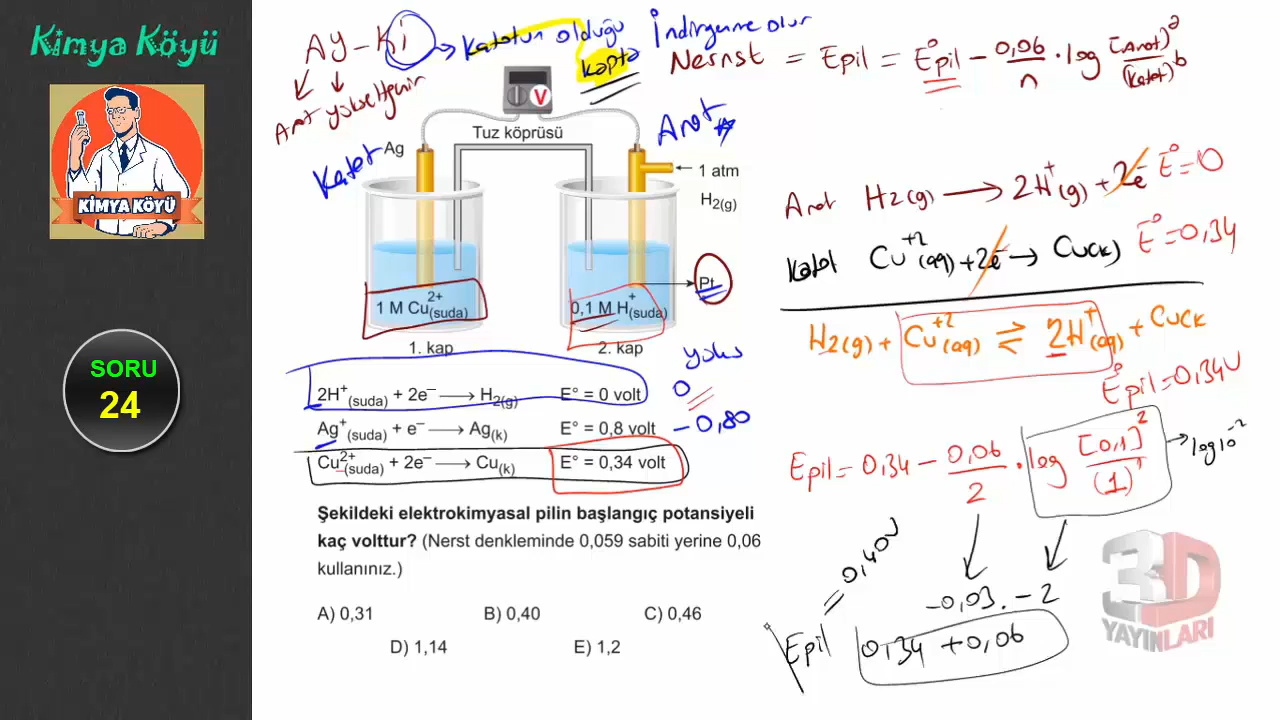 Kimya Köyü
KİMYA KÖYÜ
SORU
24
Ay - Ki → Katotun olduğu kapta İndirgenme olur
Anot yükseltgenir
Nernst = Epil = E°pil - 0,06/n · log [Anot]^a/(Katot)^b
V
Tuz köprüsü
Katot Ag
Anot
1 atm
H2(g)
Pt
1 M Cu2+(suda)
0,1 M H+(suda)
1. kap
2. kap
Anot H2(g) → 2H+(g) + 2e- E°=0
Katot Cu+2(aq) + 2e- → Cu(k) E°=0,34
H2(g) + Cu+2(aq) ⇌ 2H+(aq) + Cu(k
E°pil=0,34V
yüks
2H+(suda) + 2e– → H2(g) E° = 0 volt 0
Ag+(suda) + e– → Ag(k) E° = 0,8 volt -0,80
Cu2+(suda) + 2e– → Cu(k) E° = 0,34 volt
Epil = 0,34 - 0,06/2 · log [0,1]^2/(1)^1 → log10^-2
-0,03. -2
Epil 0,34 + 0,06
= 0,40V
Şekildeki elektrokimyasal pilin başlangıç potansiyeli
kaç volttur? (Nerst denkleminde 0,059 sabiti yerine 0,06
kullanınız.)
A) 0,31 B) 0,40 C) 0,46
D) 1,14 E) 1,2
3D
YAYINLARI